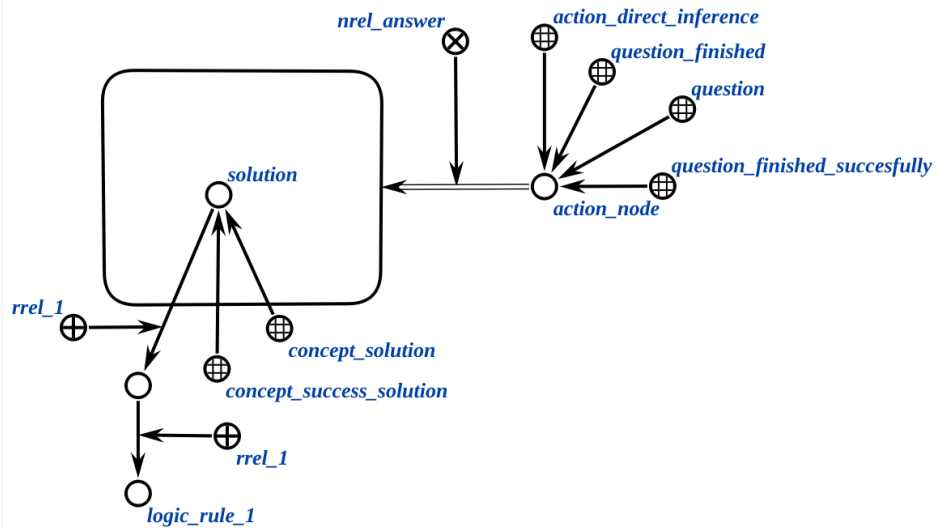 nrel_answer
action_direct_inference
question_finished
question
question_finished_succesfully
solution
action_node
rrel_1
concept_solution
concept_success_solution
rrel_1
logic_rule_1